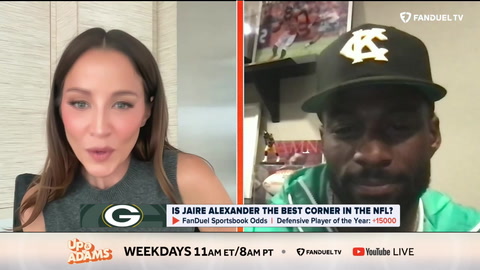 FANDUEL TV
KC
G
IS JAIRE ALEXANDER THE BEST CORNER IN THE NFL?
FanDuel Sportsbook Odds | Defensive Player of the Year: +15000
UP & ADAMS
WEEKDAYS 11AM ET/8AM PT • FANDUEL TV YouTube LIVE